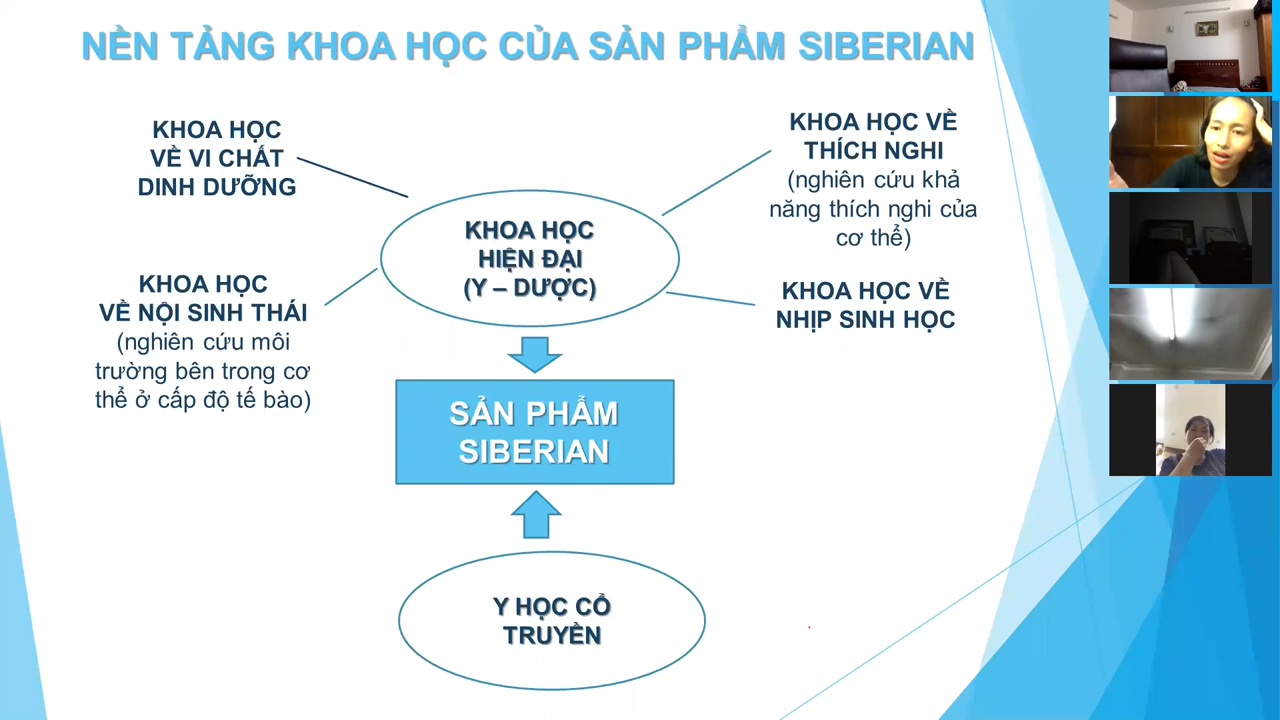 NỀN TẢNG KHOA HỌC CỦA SẢN PHẨM SIBERIAN
KHOA HỌC
VỀ VI CHẤT
DINH DƯỠNG
KHOA HỌC VỀ
THÍCH NGHI
(nghiên cứu khả
năng thích nghi của
cơ thể)
KHOA HỌC
HIỆN ĐẠI
(Y – DƯỢC)
KHOA HỌC
VỀ NỘI SINH THÁI
(nghiên cứu môi
trường bên trong cơ
thể ở cấp độ tế bào)
KHOA HỌC VỀ
NHỊP SINH HỌC
SẢN PHẨM
SIBERIAN
Y HỌC CỔ
TRUYỀN